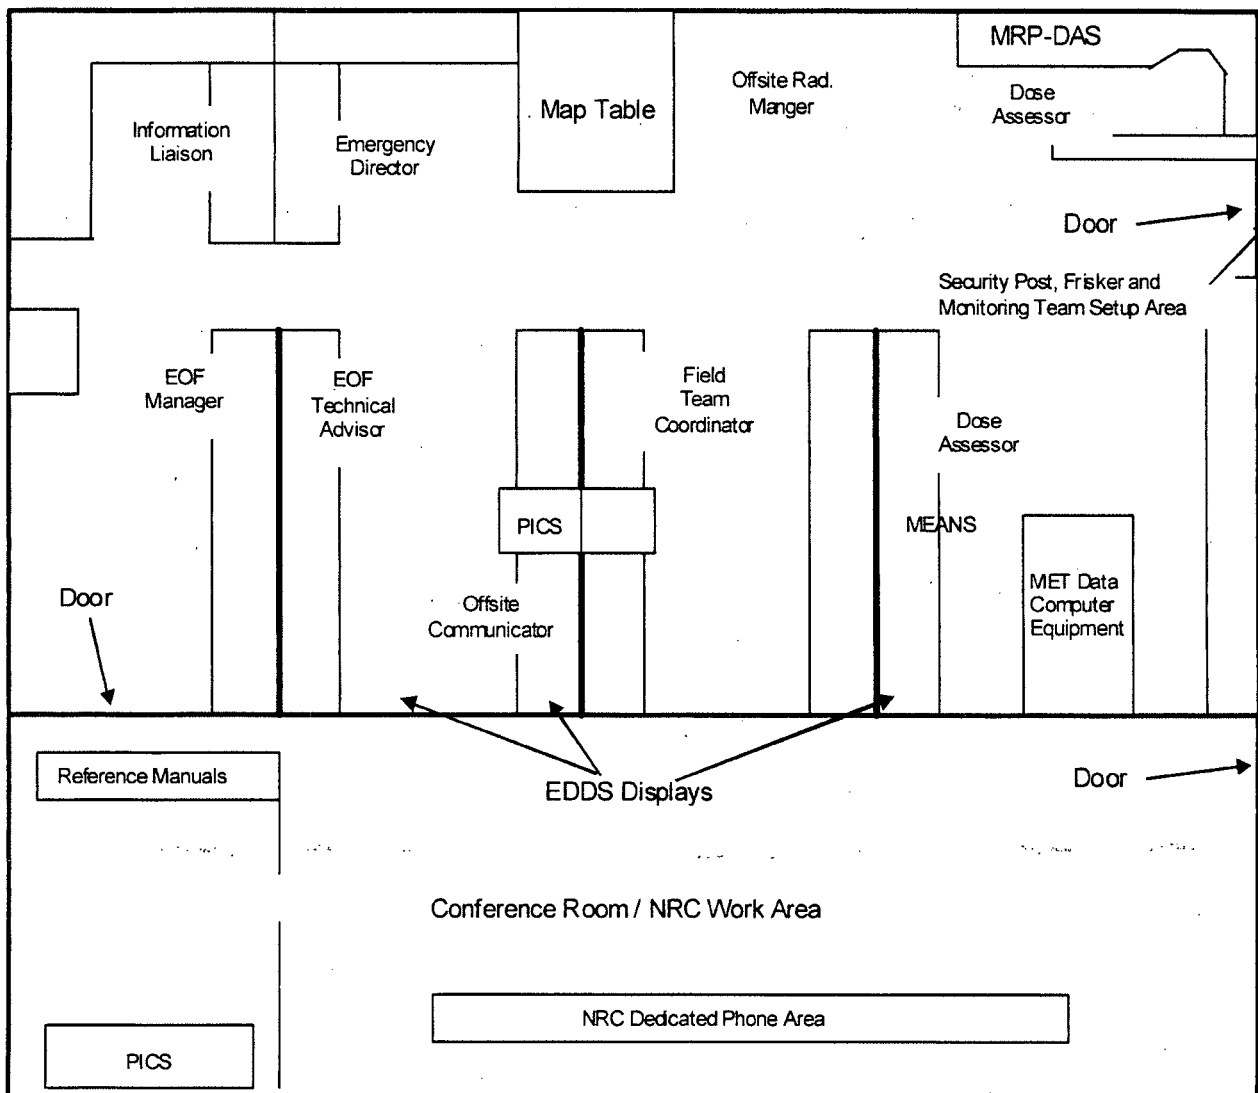 MRP-DAS
Map Table
Offsite Rad.
Manger
Dose
Assessor
Information
Liaison
Emergency
Director
Door
Security Post, Frisker and
Monitoring Team Setup Area
EOF
Manager
EOF
Technical
Advisor
Field
Team
Coordinator
Dose
Assessor
PICS
MEANS
MET Data
Computer
Equipment
Door
Offsite
Communicator
Reference Manuals
EDDS Displays
Door
Conference Room / NRC Work Area
NRC Dedicated Phone Area
PICS